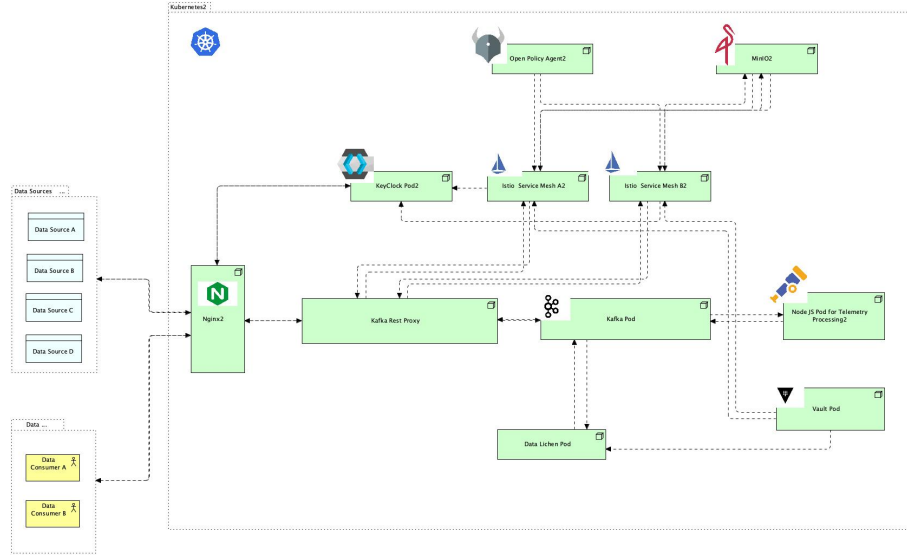 Kubernetes2
Open Policy Agent2
MinIO2
KeyClock Pod2
Istio Service Mesh A2
Istio Service Mesh B2
Data Sources ...
Data Source A
Data Source B
Data Source C
Data Source D
Nginx2
Kafka Rest Proxy
Kafka Pod
Node JS Pod for Telemetry
Processing2
Vault Pod
Data Lichen Pod
Data ...
Data
Consumer A
Data
Consumer B